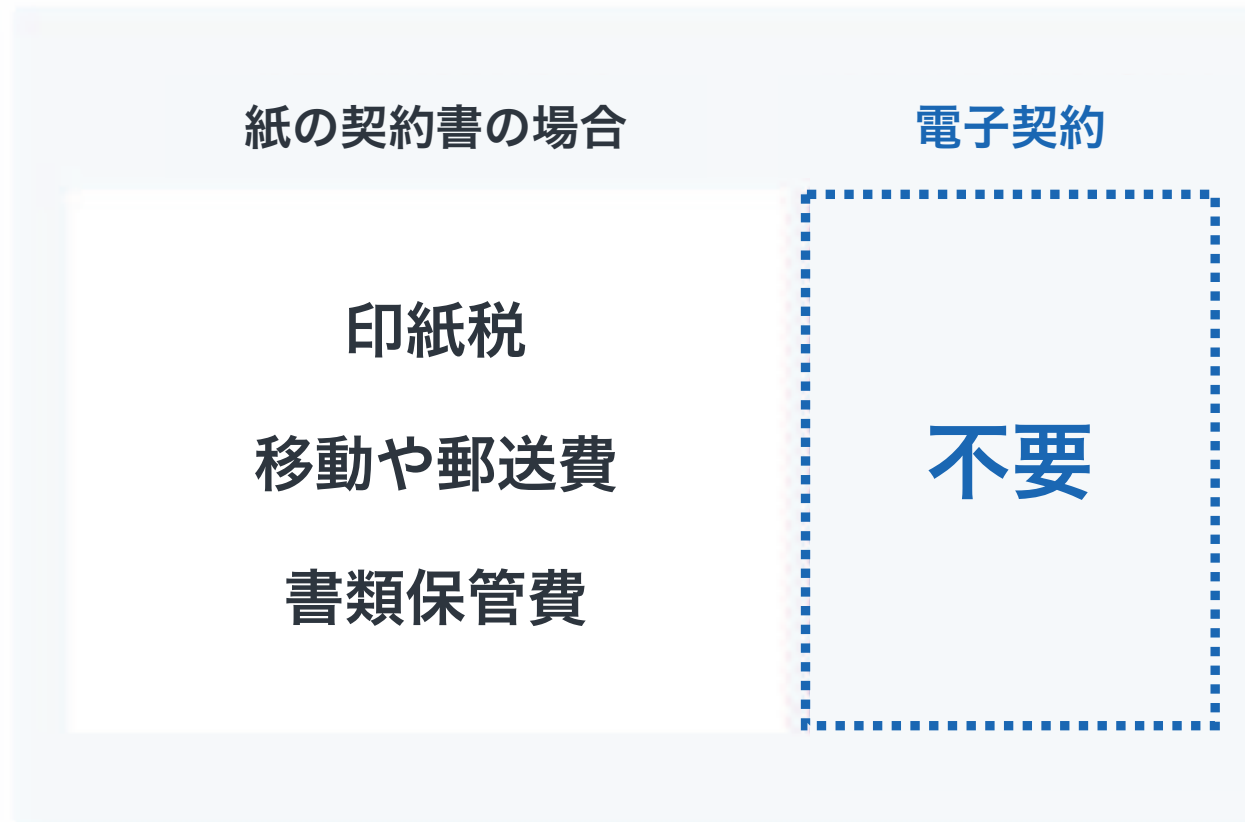 紙の契約書の場合
電子契約
印紙税
移動や郵送費
書類保管費
不要